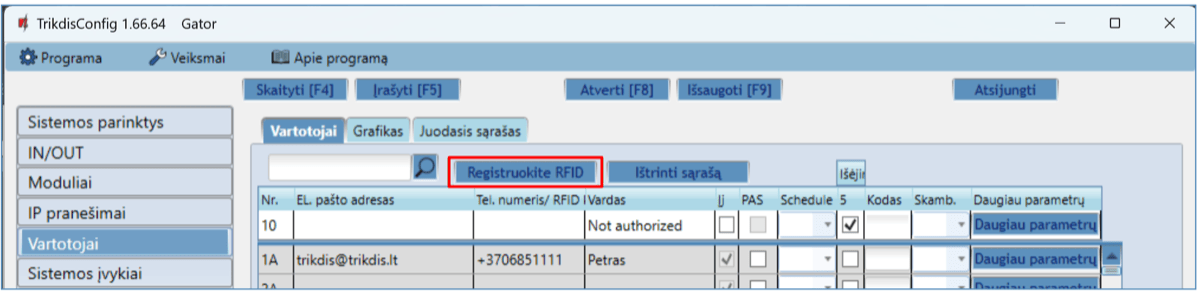 TrikdisConfig 1.66.64 Gator
Programa Veiksmai Apie programą
Skaityti [F4] Įrašyti [F5] Atverti [F8] Išsaugoti [F9] Atsijungti
Sistemos parinktys
IN/OUT
Moduliai
IP pranešimai
Vartotojai
Sistemos įvykiai
Vartotojai Grafikas Juodasis sąrašas
Registruokite RFID Ištrinti sąrašą Išėjir
Nr. EL. pašto adresas Tel. numeris/ RFID I Vardas Įj PAS Schedule 5 Kodas Skamb. Daugiau parametrų
10 Not authorized Daugiau parametrų
1A trikdis@trikdis.lt +3706851111 Petras Daugiau parametrų
2A Daugiau parametrų